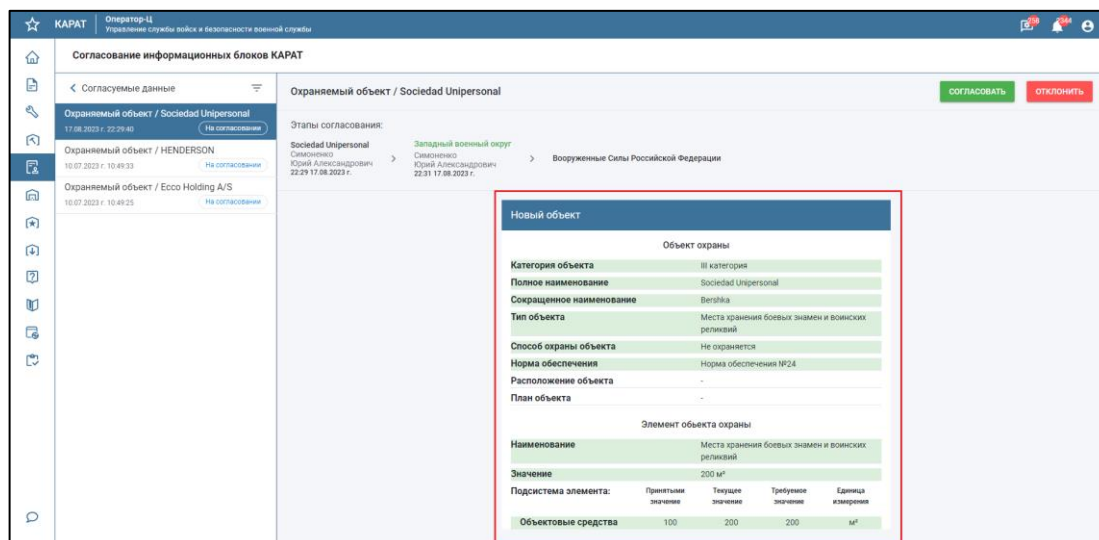 КАРАТ
Оператор-Ц
Управление службы войск и безопасности военной службы
Согласование информационных блоков КАРАТ
Согласуемые данные
Охраняемый объект / Sociedad Unipersonal
17.08.2023 г. 22:29:40 На согласовании
Охраняемый объект / HENDERSON
10.07.2023 г. 10:49:33 На согласовании
Охраняемый объект / Ecco Holding A/S
10.07.2023 г. 10:49:25 На согласовании
Охраняемый объект / Sociedad Unipersonal
СОГЛАСОВАТЬ ОТКЛОНИТЬ
Этапы согласования:
Sociedad Unipersonal
Симоненко
Юрий Александрович
22:29 17.08.2023 г.
Западный военный округ
Симоненко
Юрий Александрович
22:31 17.08.2023 г.
Вооруженные Силы Российской Федерации
Новый объект
Объект охраны
Категория объекта III категория
Полное наименование Sociedad Unipersonal
Сокращенное наименование Bershka
Тип объекта Места хранения боевых знамен и воинских
реликвий
Способ охраны объекта Не охраняется
Норма обеспечения Норма обеспечения №24
Расположение объекта -
План объекта -
Элемент объекта охраны
Наименование Места хранения боевых знамен и воинских
реликвий
Значение 200 м²
Подсистема элемента: Принятыми Текущее Требуемое Единица
значение значение значение измерения
Объектовые средства 100 200 200 м²